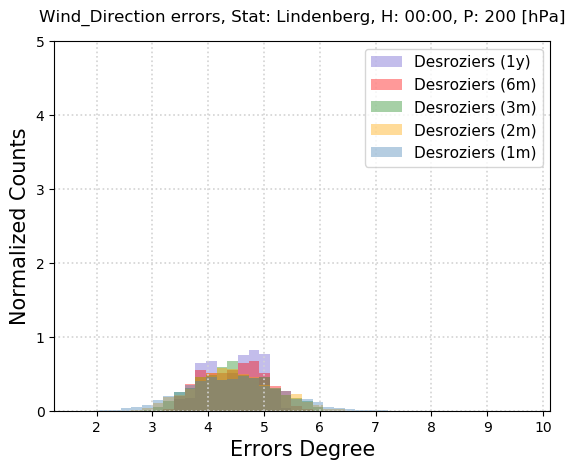 Wind_Direction errors, Stat: Lindenberg, H: 00:00, P: 200 [hPa]
Desroziers (1y)
Desroziers (6m)
Desroziers (3m)
Desroziers (2m)
Desroziers (1m)
Normalized Counts
5
4
3
2
1
0
2 3 4 5 6 7 8 9 10
Errors Degree